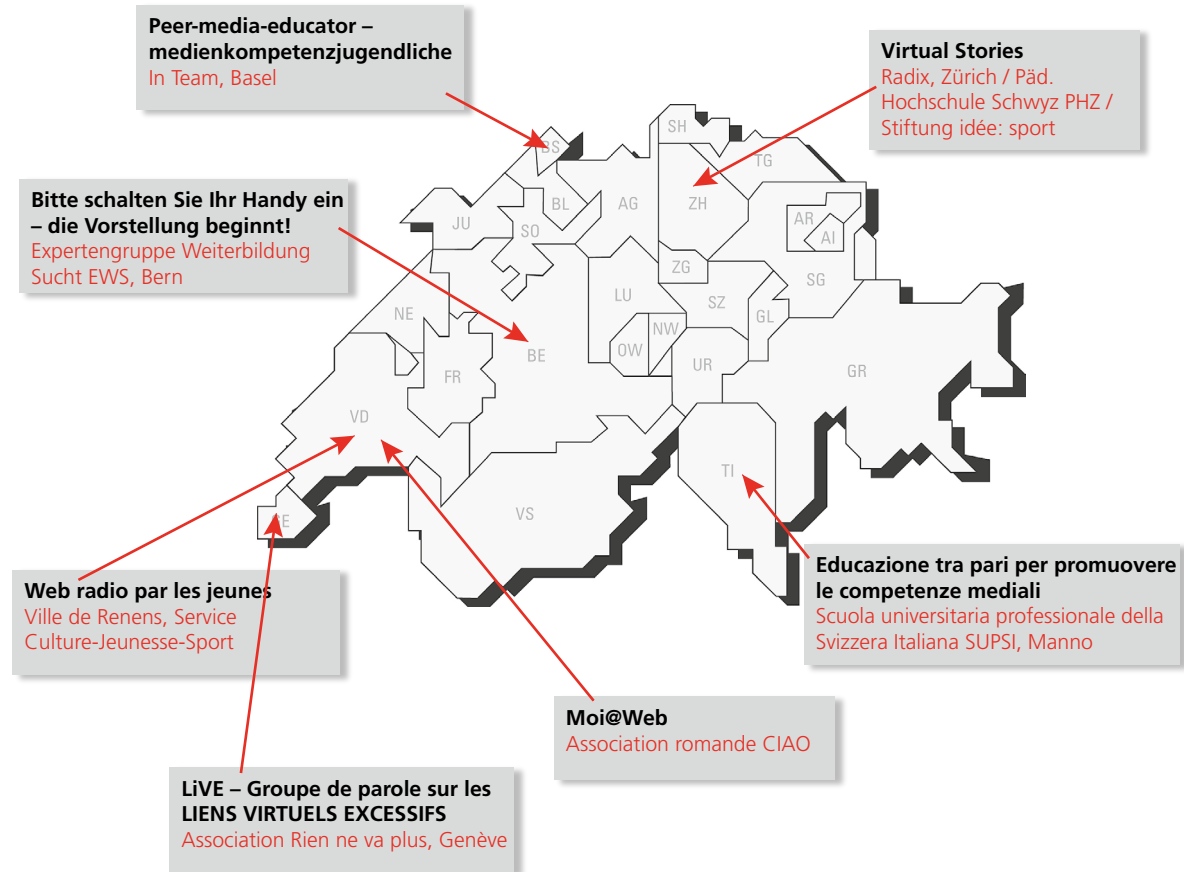 Peer-media-educator –
medienkompetenzjugendliche
In Team, Basel
Virtual Stories
Radix, Zürich / Päd.
Hochschule Schwyz PHZ /
Stiftung idée: sport
Bitte schalten Sie Ihr Handy ein
– die Vorstellung beginnt!
Expertengruppe Weiterbildung
Sucht EWS, Bern
SH
BS
TG
BL
AG
ZH
JU
SO
AR
AI
ZG
SG
LU
SZ
NE
GL
NW
OW
BE
UR
FR
GR
VD
TI
VS
GE
Web radio par les jeunes
Ville de Renens, Service
Culture-Jeunesse-Sport
Educazione tra pari per promuovere
le competenze mediali
Scuola universitaria professionale della
Svizzera Italiana SUPSI, Manno
Moi@Web
Association romande CIAO
LiVE – Groupe de parole sur les
LIENS VIRTUELS EXCESSIFS
Association Rien ne va plus, Genève